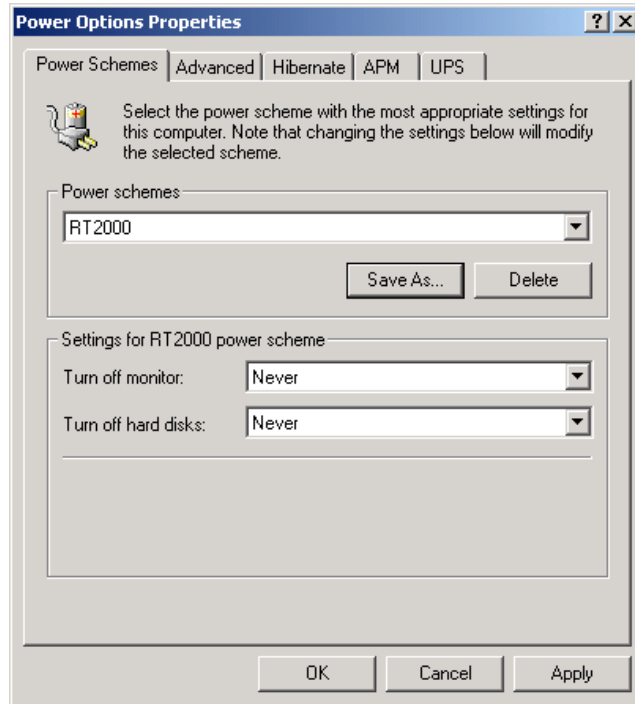 Power Options Properties
Power Schemes Advanced Hibernate APM UPS
Select the power scheme with the most appropriate settings for
this computer. Note that changing the settings below will modify
the selected scheme.
Power schemes
RT2000
Save As... Delete
Settings for RT2000 power scheme
Turn off monitor: Never
Turn off hard disks: Never
OK Cancel Apply